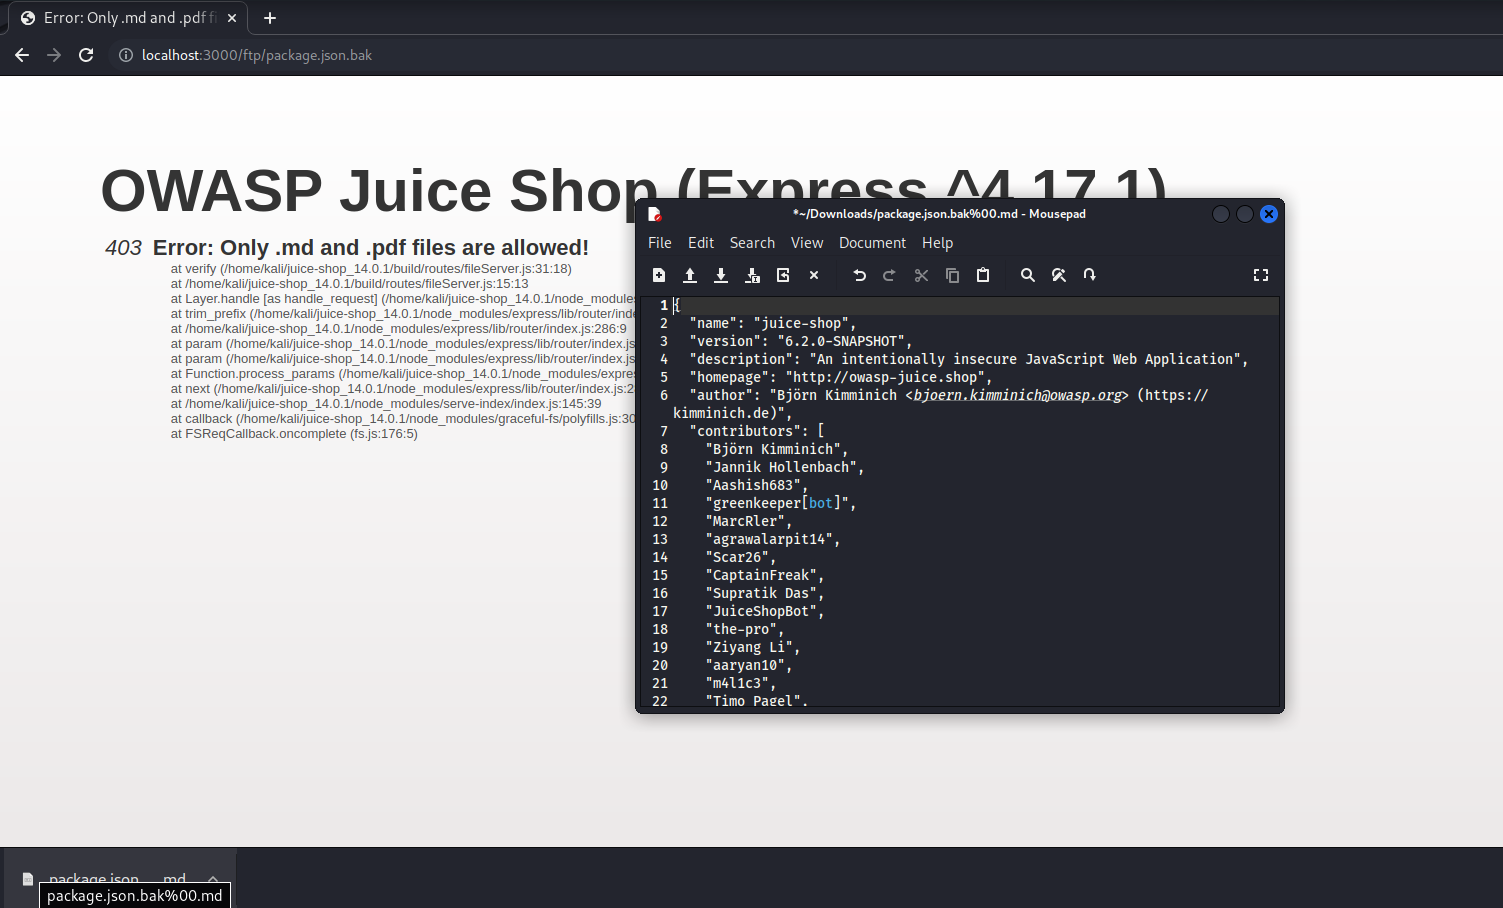 Error: Only .md and .pdf fi
localhost:3000/ftp/package.json.bak
OWASP Juice Shop (Express ^4.17.1)
403 Error: Only .md and .pdf files are allowed!
at verify (/home/kali/juice-shop_14.0.1/build/routes/fileServer.js:31:18)
at /home/kali/juice-shop_14.0.1/build/routes/fileServer.js:15:13
at Layer.handle [as handle_request] (/home/kali/juice-shop_14.0.1/node_modules
at trim_prefix (/home/kali/juice-shop_14.0.1/node_modules/express/lib/router/inde
at /home/kali/juice-shop_14.0.1/node_modules/express/lib/router/index.js:286:9
at param (/home/kali/juice-shop_14.0.1/node_modules/express/lib/router/index.js
at param (/home/kali/juice-shop_14.0.1/node_modules/express/lib/router/index.js
at Function.process_params (/home/kali/juice-shop_14.0.1/node_modules/expre
at next (/home/kali/juice-shop_14.0.1/node_modules/express/lib/router/index.js:2
at /home/kali/juice-shop_14.0.1/node_modules/serve-index/index.js:145:39
at callback (/home/kali/juice-shop_14.0.1/node_modules/graceful-fs/polyfills.js:30
at FSReqCallback.oncomplete (fs.js:176:5)
*~/Downloads/package.json.bak%00.md - Mousepad
File Edit Search View Document Help
1 {
2 "name": "juice-shop",
3 "version": "6.2.0-SNAPSHOT",
4 "description": "An intentionally insecure JavaScript Web Application",
5 "homepage": "http://owasp-juice.shop",
6 "author": "Björn Kimminich <bjoern.kimminich@owasp.org> (https://
kimminich.de)",
7 "contributors": [
8 "Björn Kimminich",
9 "Jannik Hollenbach",
10 "Aashish683",
11 "greenkeeper[bot]",
12 "MarcRler",
13 "agrawalarpit14",
14 "Scar26",
15 "CaptainFreak",
16 "Supratik Das",
17 "JuiceShopBot",
18 "the-pro",
19 "Ziyang Li",
20 "aaryan10",
21 "m4l1c3",
22 "Timo Pagel",
package.json....md
package.json.bak%00.md